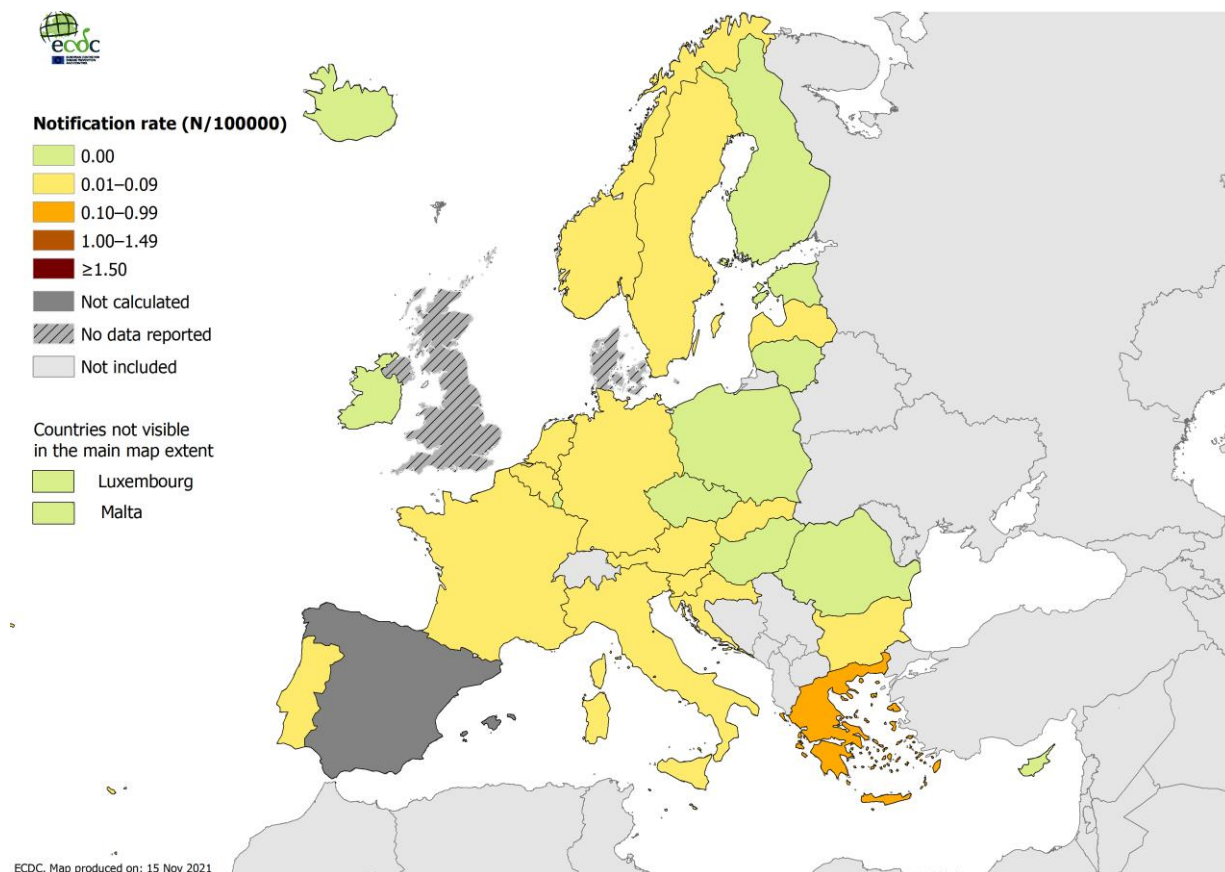 ecdc
Notification rate (N/100000)
0.00
0.01–0.09
0.10–0.99
1.00–1.49
≥1.50
Not calculated
No data reported
Not included
Countries not visible
in the main map extent
Luxembourg
Malta
ECDC. Map produced on: 15 Nov 2021